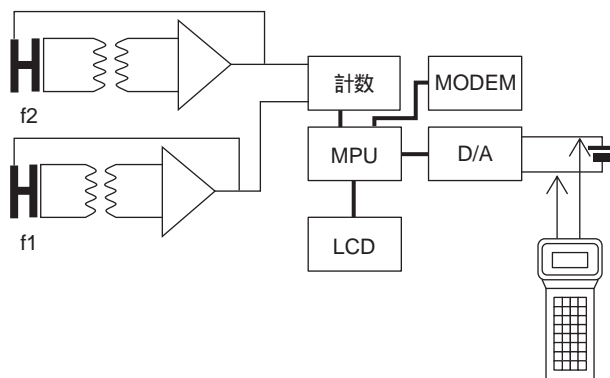 f2
計数
MODEM
MPU
D/A
f1
LCD